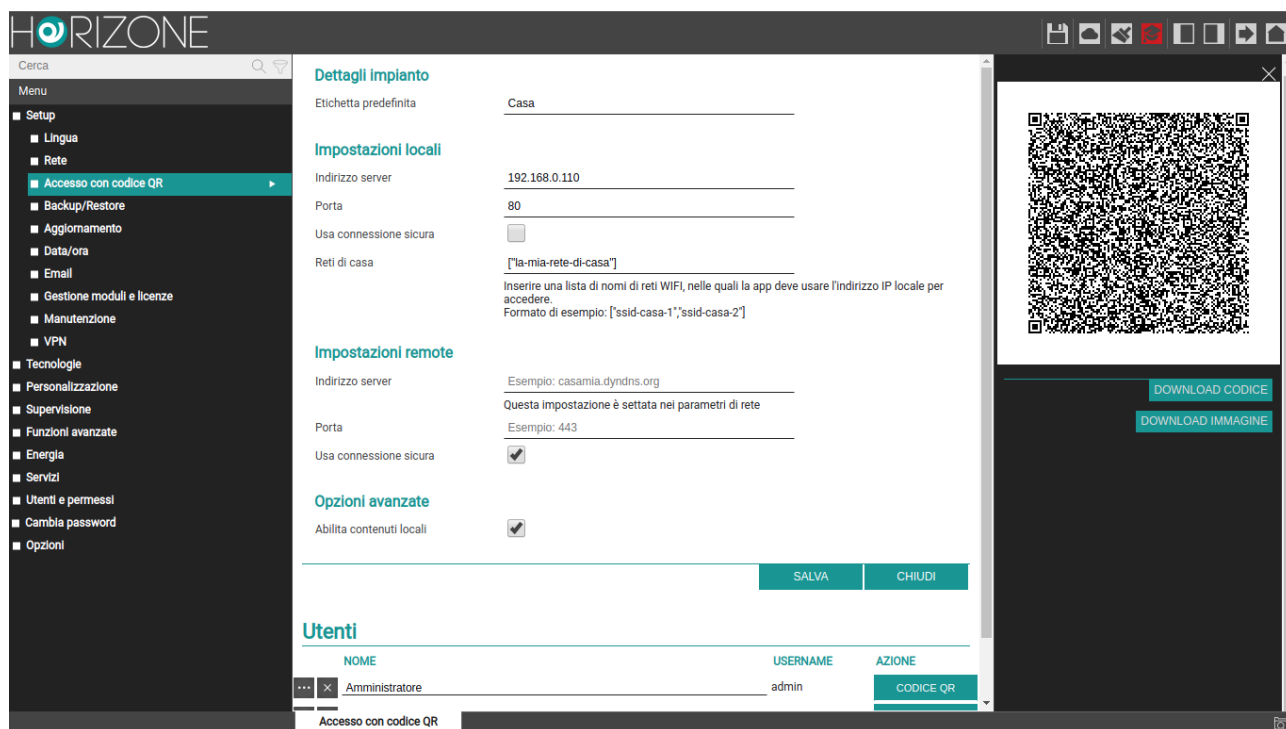 HORIZONE
Cerca
Menu
Setup
Lingua
Rete
Accesso con codice QR
Backup/Restore
Aggiornamento
Data/ora
Email
Gestione moduli e licenze
Manutenzione
VPN
Tecnologie
Personalizzazione
Supervisione
Funzioni avanzate
Energia
Servizi
Utenti e permessi
Cambia password
Opzioni
Dettagli impianto
Etichetta predefinita Casa
Impostazioni locali
Indirizzo server 192.168.0.110
Porta 80
Usa connessione sicura
Reti di casa ["la-mia-rete-di-casa"]
Inserire una lista di nomi di reti WIFI, nelle quali la app deve usare l'indirizzo IP locale per
accedere.
Formato di esempio: ["ssid-casa-1","ssid-casa-2"]
Impostazioni remote
Indirizzo server Esempio: casamia.dyndns.org
Questa impostazione è settata nei parametri di rete
Porta Esempio: 443
Usa connessione sicura
Opzioni avanzate
Abilita contenuti locali
SALVA CHIUDI
Utenti
NOME USERNAME AZIONE
Amministratore admin CODICE QR
DOWNLOAD CODICE
DOWNLOAD IMMAGINE
Accesso con codice QR